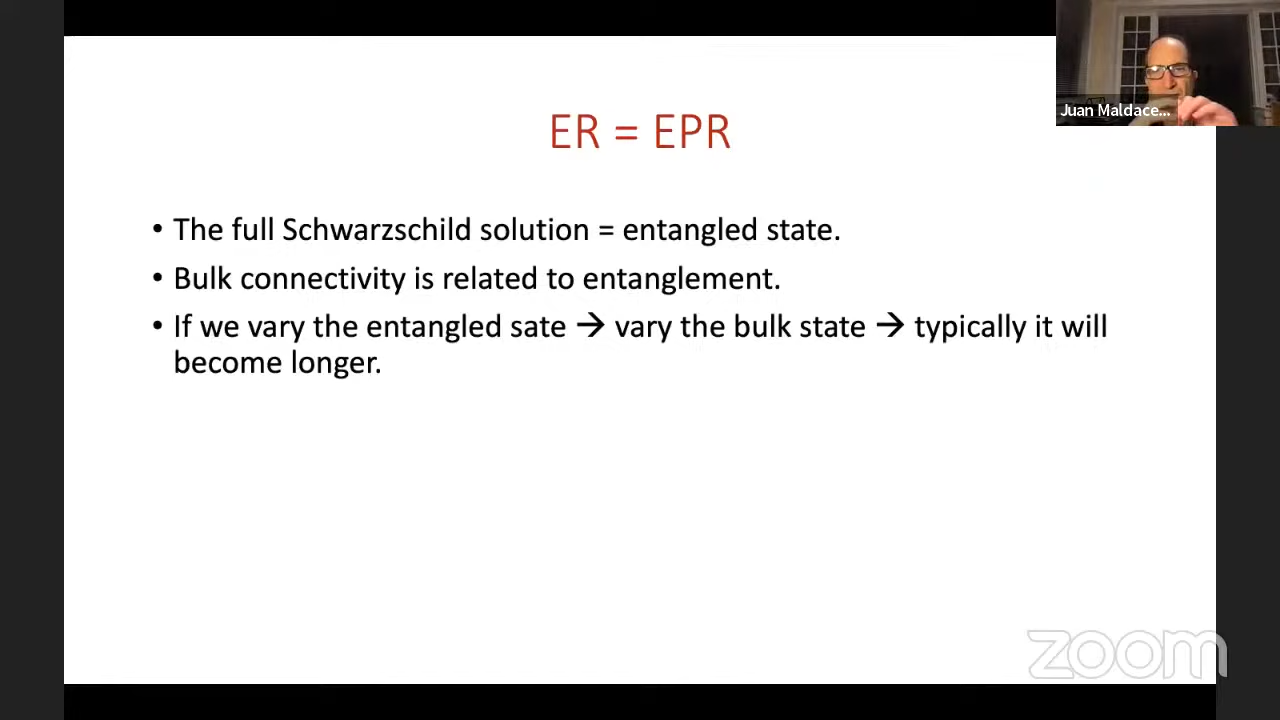 Juan Maldace...
ER = EPR
• The full Schwarzschild solution = entangled state.
• Bulk connectivity is related to entanglement.
• If we vary the entangled sate → vary the bulk state → typically it will
become longer.
zoom